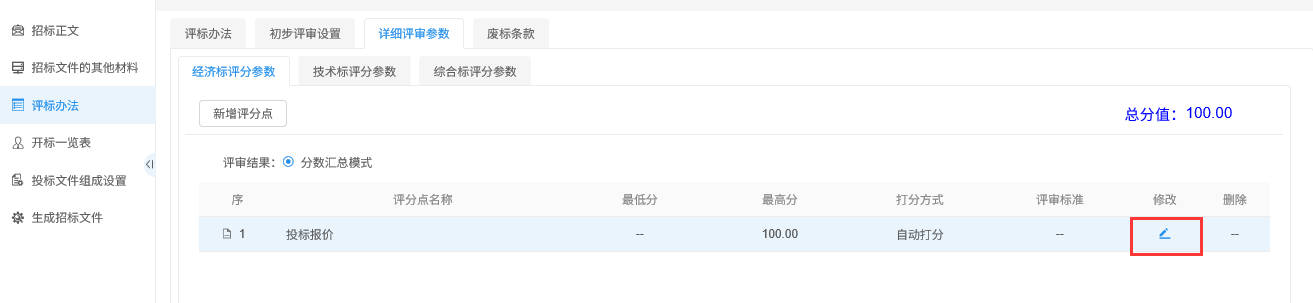 招标正文
招标文件的其他材料
评标办法
开标一览表
投标文件组成设置
生成招标文件
评标办法 初步评审设置 详细评审参数 废标条款
经济标评分参数 技术标评分参数 综合标评分参数
新增评分点 总分值：100.00
评审结果： 分数汇总模式
序 评分点名称 最低分 最高分 打分方式 评审标准 修改 删除
1 投标报价 -- 100.00 自动打分 -- --